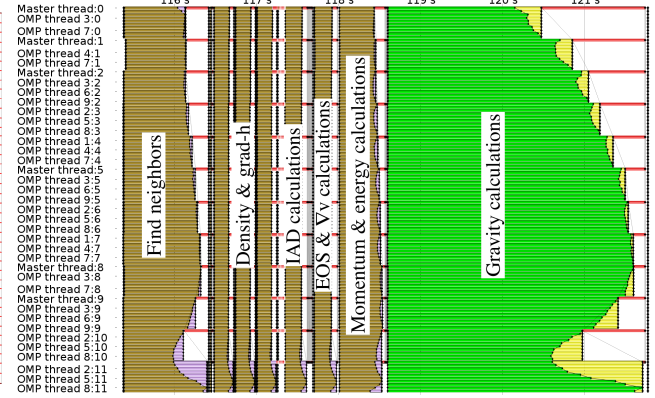 116 s 117 s 118 s 119 s 120 s 121 s
Master thread:0
OMP thread 3:0
OMP thread 7:0
Master thread:1
OMP thread 4:1
OMP thread 7:1
Master thread:2
OMP thread 3:2
OMP thread 6:2
OMP thread 9:2
OMP thread 2:3
OMP thread 5:3
OMP thread 8:3
OMP thread 1:4
OMP thread 4:4
OMP thread 7:4
Master thread:5
OMP thread 3:5
OMP thread 6:5
OMP thread 9:5
OMP thread 2:6
OMP thread 5:6
OMP thread 8:6
OMP thread 1:7
OMP thread 4:7
OMP thread 7:7
Master thread:8
OMP thread 3:8
OMP thread 7:8
Master thread:9
OMP thread 3:9
OMP thread 6:9
OMP thread 9:9
OMP thread 2:10
OMP thread 5:10
OMP thread 8:10
OMP thread 2:11
OMP thread 5:11
OMP thread 8:11
Find neighbors
Density & grad-h
IAD calculations
EOS & ∇v calculations
Momentum & energy calculations
Gravity calculations